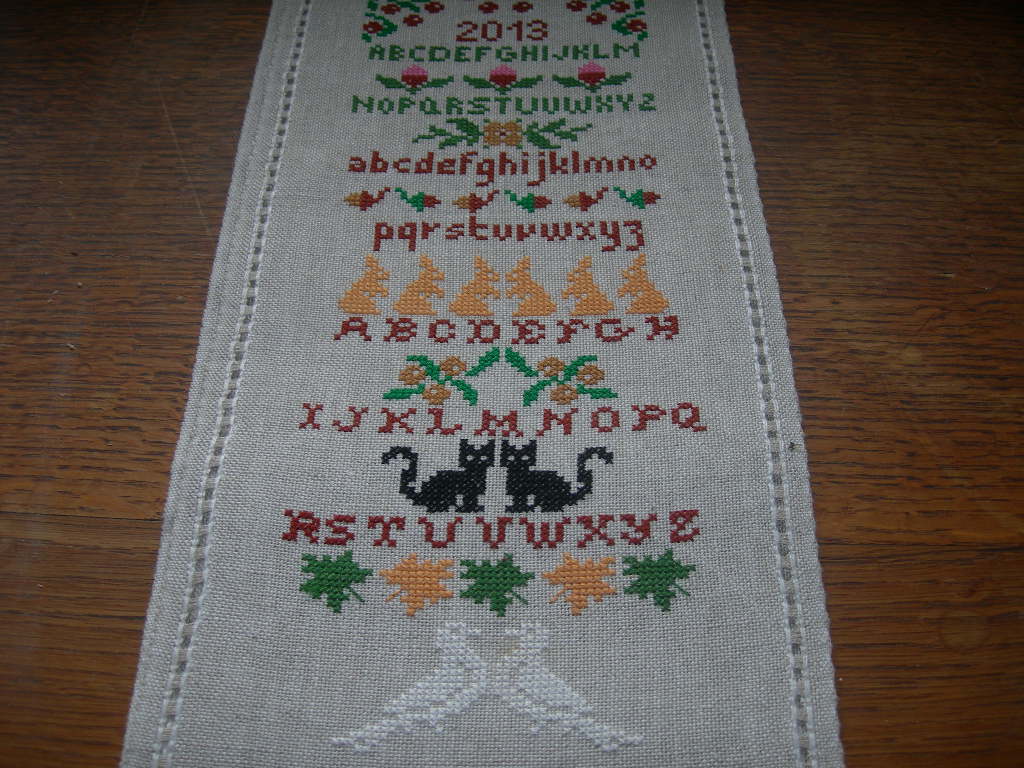 2013
ABCDEFGHIJKLM
NOPQRSTUVWXYZ
abcdefghijklmno
pqrstuvwxyz
ABCDEFGH
IJKLMNOPQ
RSTUVWXYZ